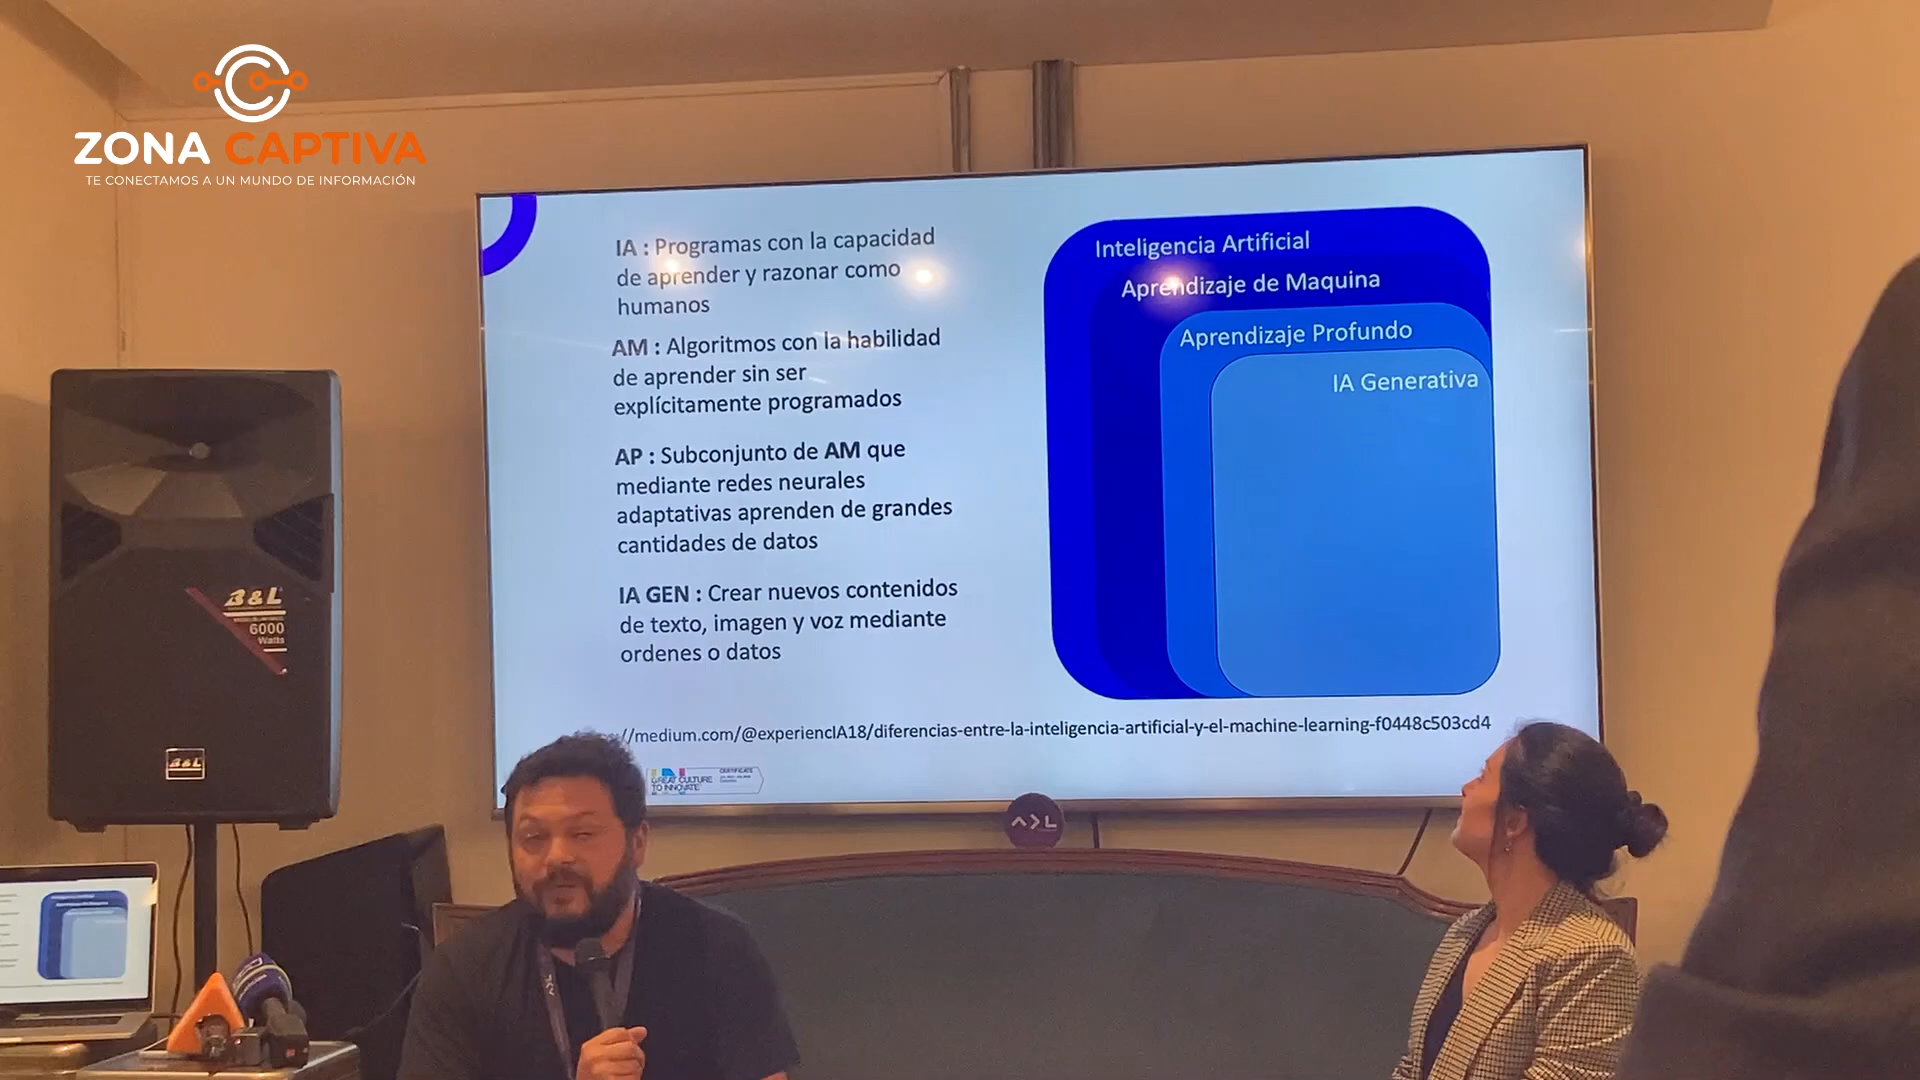 ZONA CAPTIVA
TE CONECTAMOS A UN MUNDO DE INFORMACIÓN
IA : Programas con la capacidad
de aprender y razonar como
humanos
AM : Algoritmos con la habilidad
de aprender sin ser
explícitamente programados
AP : Subconjunto de AM que
mediante redes neurales
adaptativas aprenden de grandes
cantidades de datos
IA GEN : Crear nuevos contenidos
de texto, imagen y voz mediante
ordenes o datos
Inteligencia Artificial
Aprendizaje de Maquina
Aprendizaje Profundo
IA Generativa
//medium.com/@experiencIA18/diferencias-entre-la-inteligencia-artificial-y-el-machine-learning-f0448c503cd4
GREAT CULTURE
TO INNOVATE
CERTIFICATE
B&L
6000
Watts
B&L